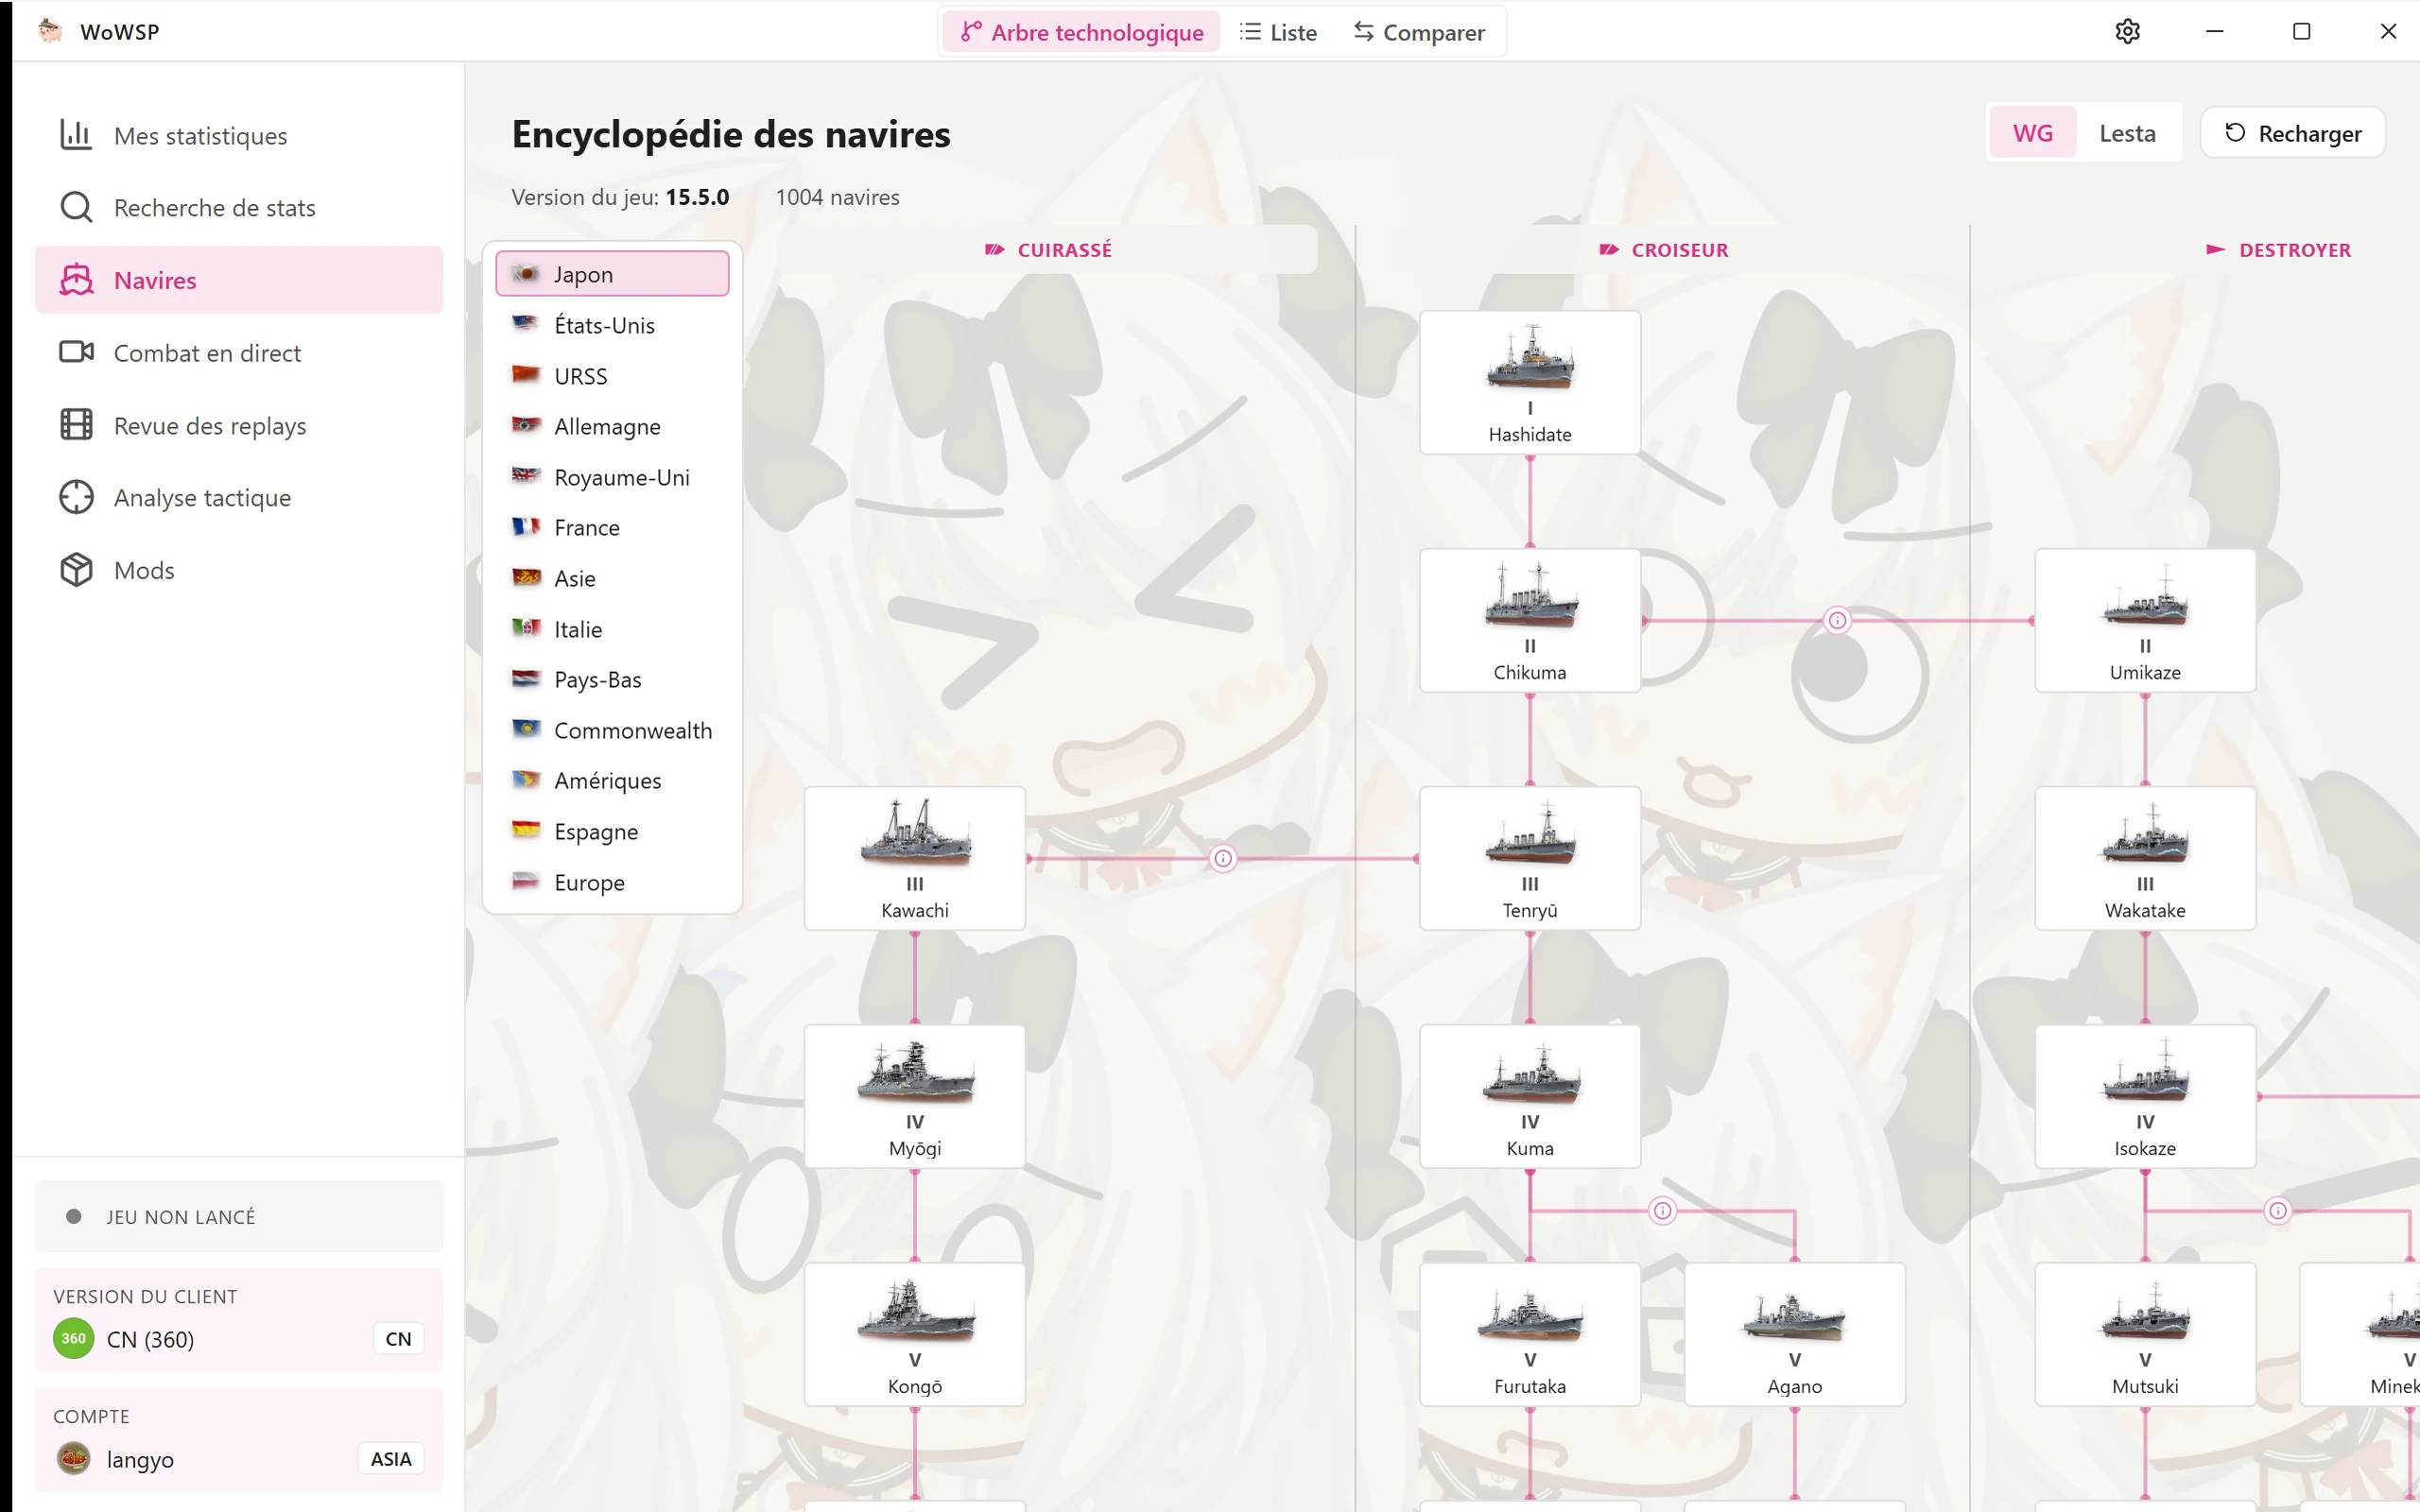 WoWSP
Arbre technologique
Liste
Comparer
Mes statistiques
Recherche de stats
Navires
Combat en direct
Revue des replays
Analyse tactique
Mods
JEU NON LANCÉ
VERSION DU CLIENT
360
CN (360)
CN
COMPTE
langyo
ASIA
Encyclopédie des navires
WG
Lesta
Recharger
Version du jeu: 15.5.0
1004 navires
Japon
États-Unis
URSS
Allemagne
Royaume-Uni
France
Asie
Italie
Pays-Bas
Commonwealth
Amériques
Espagne
Europe
CUIRASSÉ
CROISEUR
DESTROYER
I
Hashidate
II
Chikuma
II
Umikaze
III
Kawachi
III
Tenryū
III
Wakatake
IV
Myōgi
IV
Kuma
IV
Isokaze
V
Kongō
V
Furutaka
V
Agano
V
Mutsuki
V